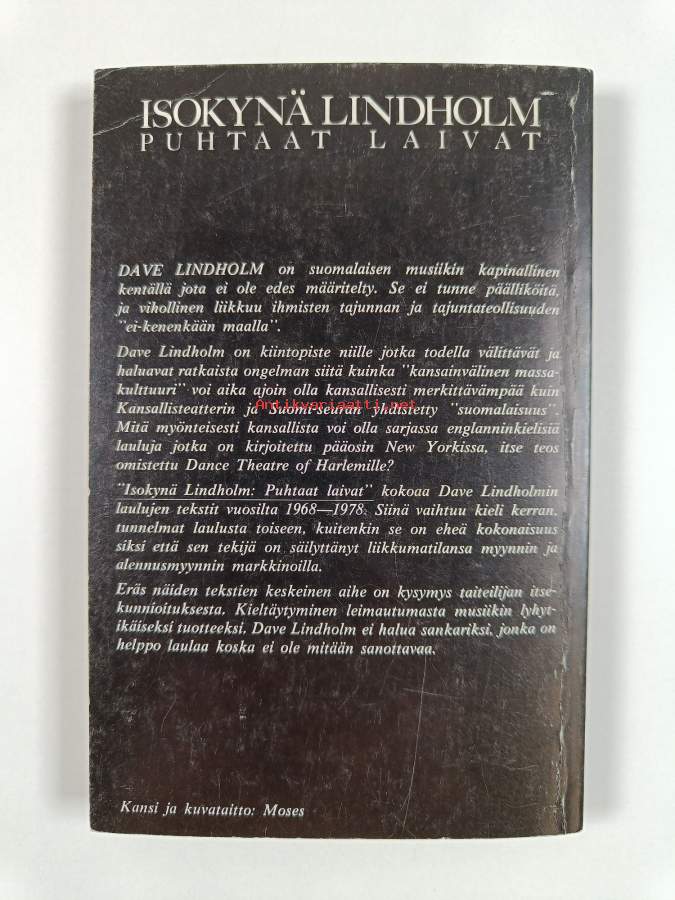 ISOKYNÄ LINDHOLM
PUHTAAT LAIVAT
DAVE LINDHOLM on suomalaisen musiikin kapinallinen
kentällä jota ei ole edes määritelty. Se ei tunne päälliköitä,
ja vihollinen liikkuu ihmisten tajunnan ja tajuntateollisuuden
"ei-kenenkään maalla".
Dave Lindholm on kiintopiste niille jotka todella välittävät ja
haluavat ratkaista ongelman siitä kuinka "kansainvälinen massa-
kulttuuri" voi aika ajoin olla kansallisesti merkittävämpää kuin
Antikvariaatti.net
Kansallisteatterin ja Suomi-seuran yhdistetty "suomalaisuus".
Mitä myönteisesti kansallista voi olla sarjassa englanninkielisiä
lauluja jotka on kirjoitettu pääosin New Yorkissa, itse teos
omistettu Dance Theatre of Harlemille?
"Isokynä Lindholm: Puhtaat laivat" kokoaa Dave Lindholmin
laulujen tekstit vuosilta 1968—1978. Siinä vaihtuu kieli kerran,
tunnelmat laulusta toiseen, kuitenkin se on eheä kokonaisuus
siksi että sen tekijä on säilyttänyt liikkumatilansa myynnin ja
alennusmyynnin markkinoilla.
Eräs näiden tekstien keskeinen aihe on kysymys taiteilijan itse-
kunnioituksesta. Kieltäytyminen leimautumasta musiikin lyhyt-
ikäiseksi tuotteeksi. Dave Lindholm ei halua sankariksi, jonka on
helppo laulaa koska ei ole mitään sanottavaa.
Kansi ja kuvataitto: Moses